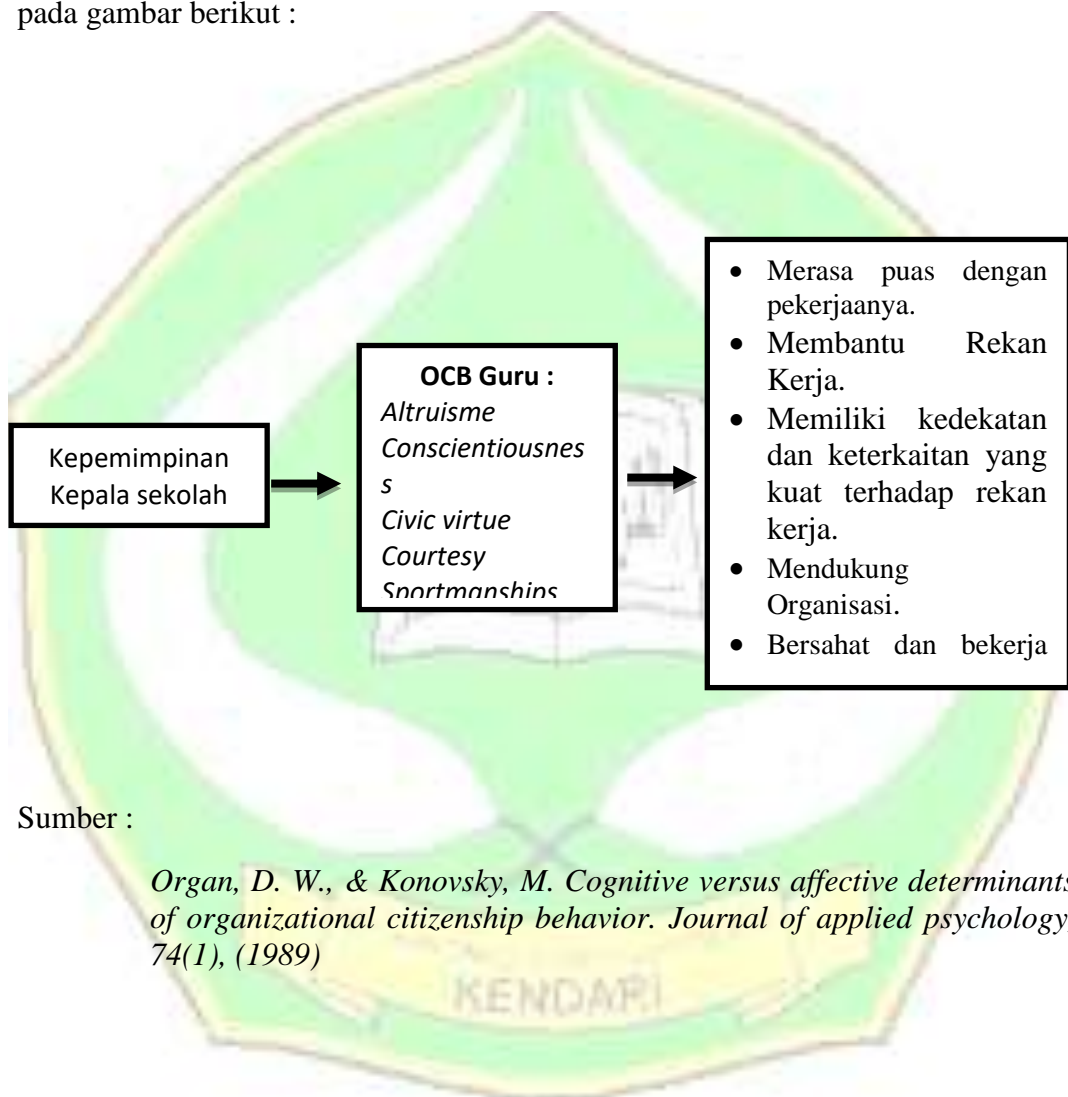 pada gambar berikut :
Kepemimpinan
Kepala sekolah
OCB Guru :
Altruisme
Conscientiousnes
s
Civic virtue
Courtesy
Sportmanships
• Merasa puas dengan
pekerjaanya.
• Membantu Rekan
Kerja.
• Memiliki kedekatan
dan keterkaitan yang
kuat terhadap rekan
kerja.
• Mendukung
Organisasi.
• Bersahat dan bekerja
Sumber :
Organ, D. W., & Konovsky, M. Cognitive versus affective determinants
of organizational citizenship behavior. Journal of applied psychology,
74(1), (1989)
KENDARI